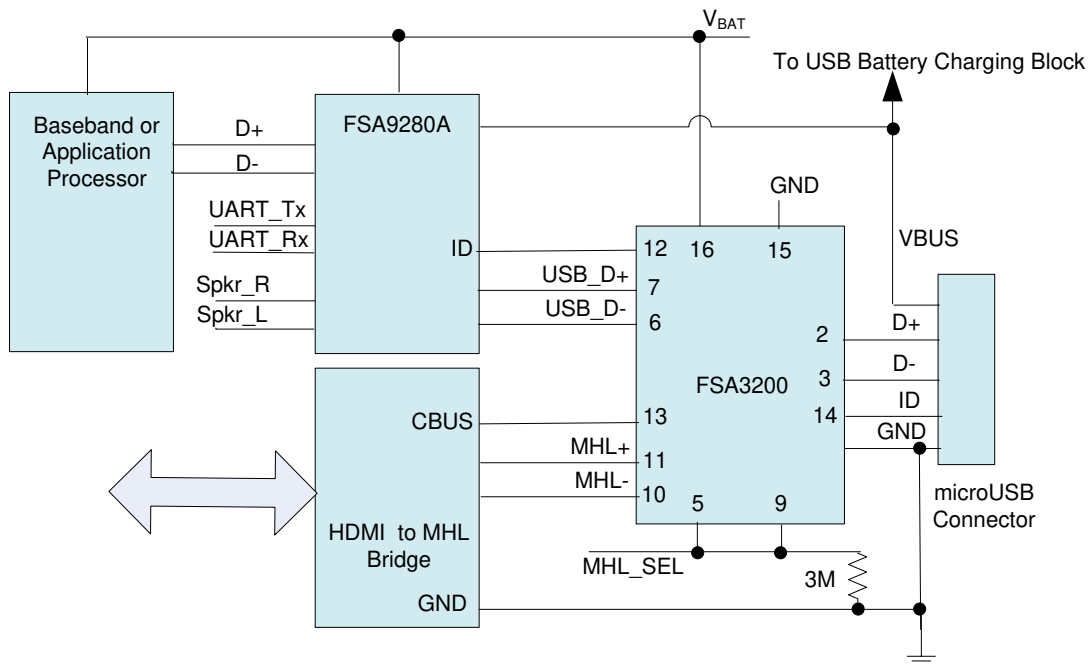 VBAT
To USB Battery Charging Block
Baseband or
Application
Processor
D+
D-
FSA9280A
UART_Tx
UART_Rx
Spkr_R
Spkr_L
ID
USB_D+
USB_D-
GND
12
16
15
7
6
VBUS
2
D+
3
D-
14
ID
GND
FSA3200
13
11
10
5
9
CBUS
MHL+
MHL-
HDMI to MHL
Bridge
GND
MHL_SEL
3M
microUSB
Connector